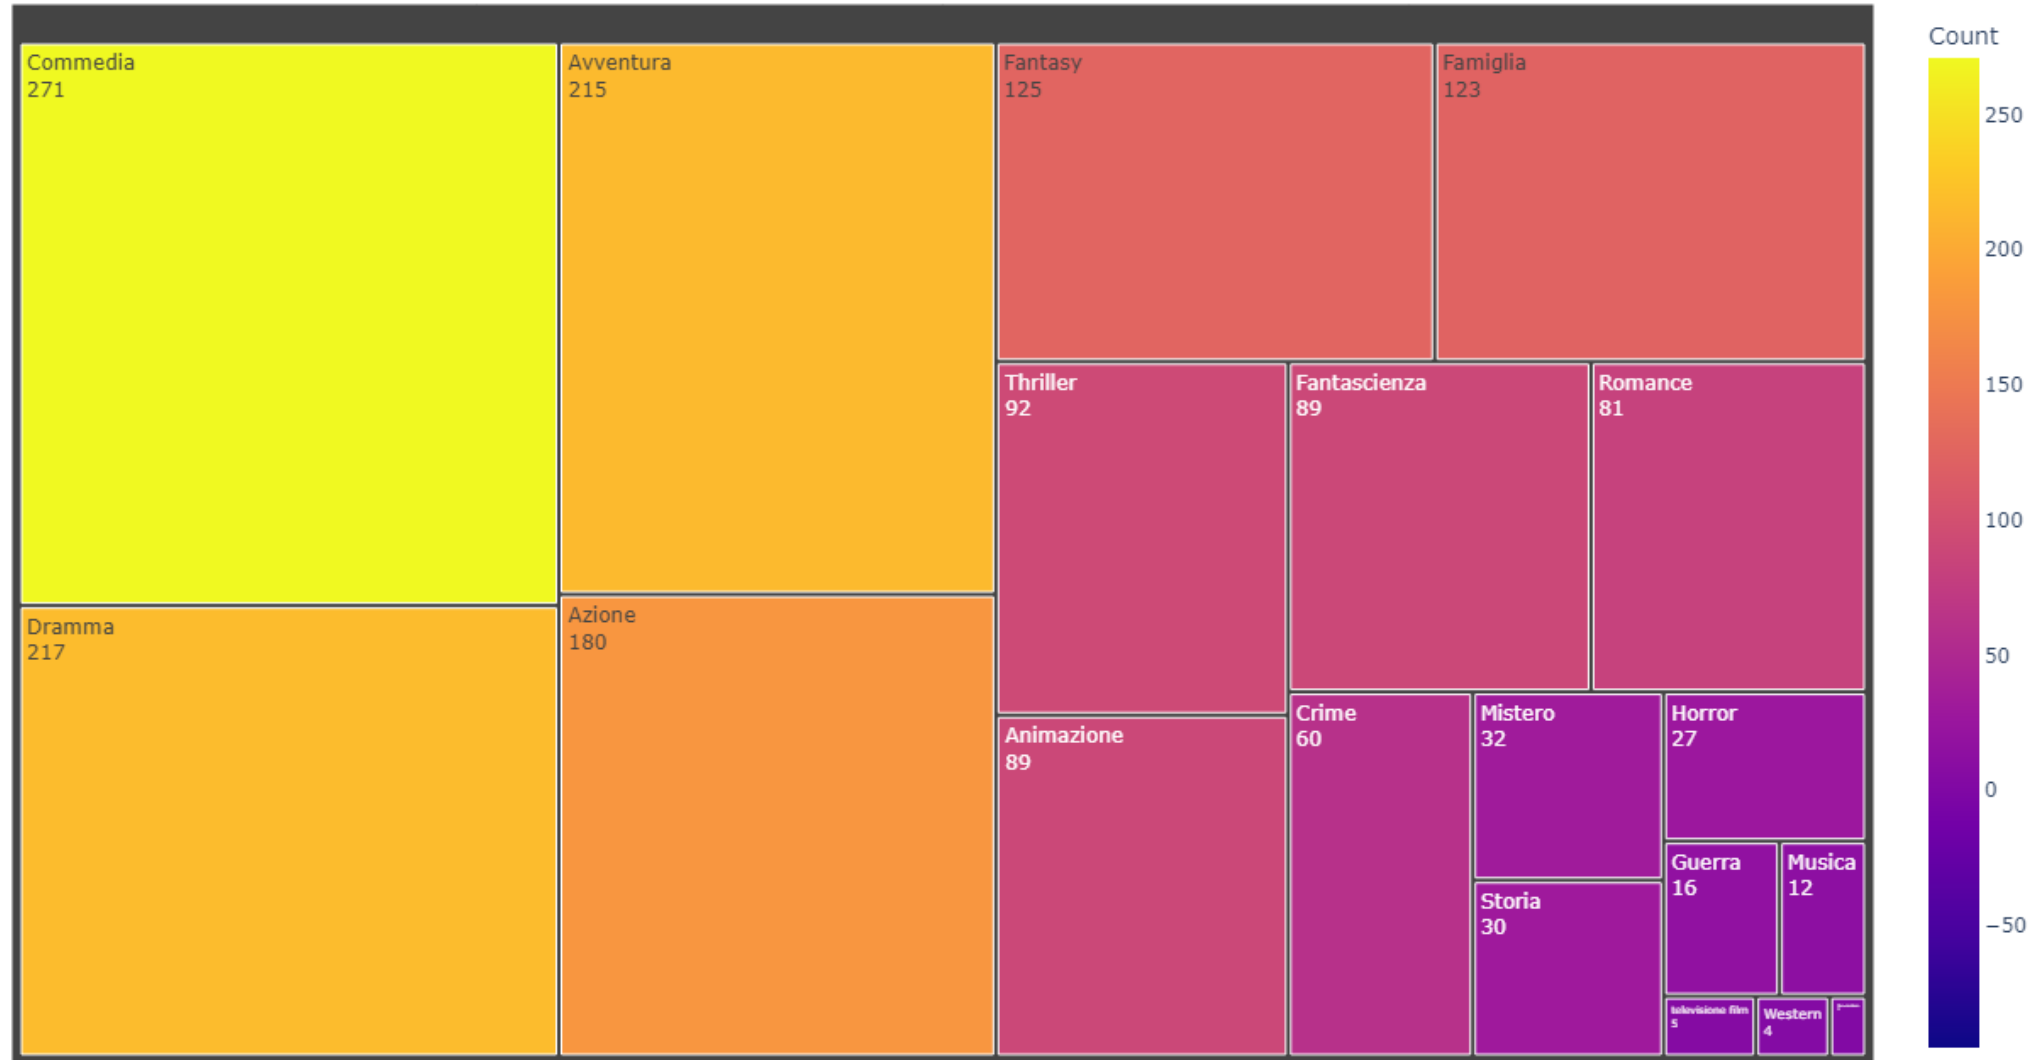 Commedia
271
Avventura
215
Fantasy
125
Famiglia
123
Dramma
217
Azione
180
Thriller
92
Fantascienza
89
Romance
81
Animazione
89
Crime
60
Mistero
32
Horror
27
Storia
30
Guerra
16
Musica
12
televisione film
5
Western
4
Count
250
200
150
100
50
0
−50